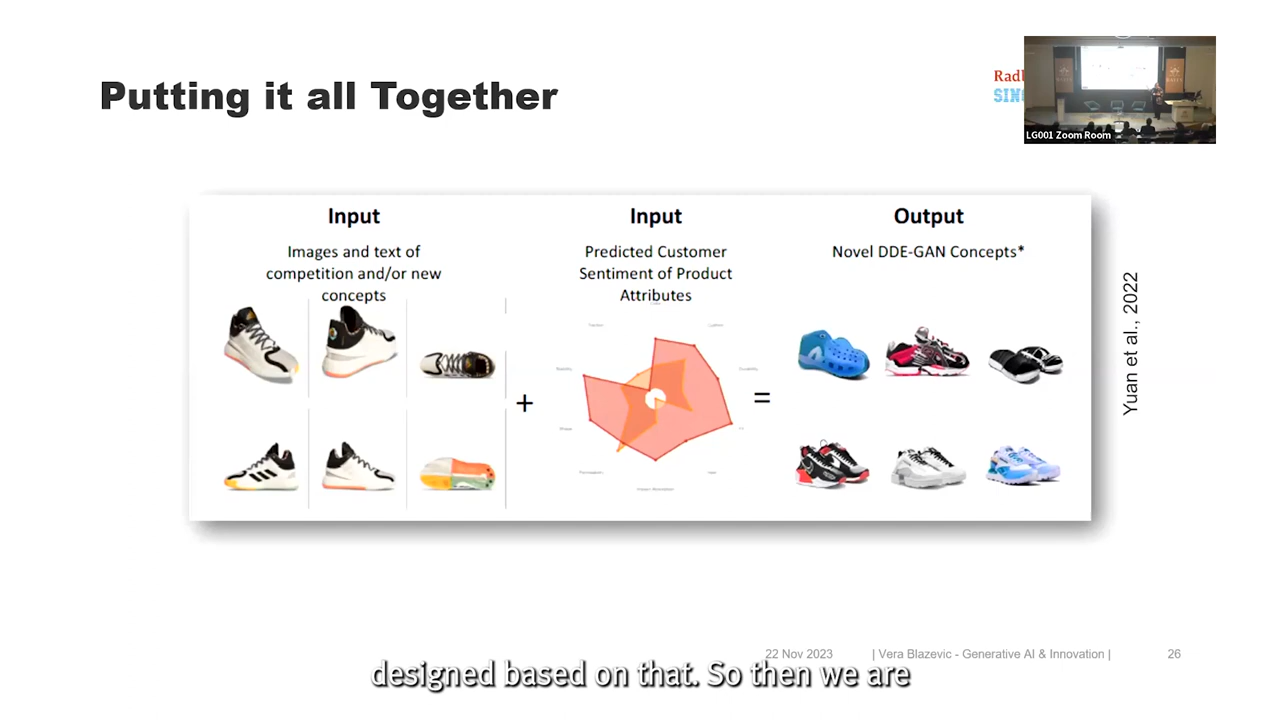 Putting it all Together
LG001 Zoom Room
Input
Images and text of
competition and/or new
concepts
+
Input
Predicted Customer
Sentiment of Product
Attributes
=
Output
Novel DDE-GAN Concepts*
Yuan et al., 2022
22 Nov 2023
| Vera Blazevic - Generative AI & Innovation |
26
designed based on that. So then we are